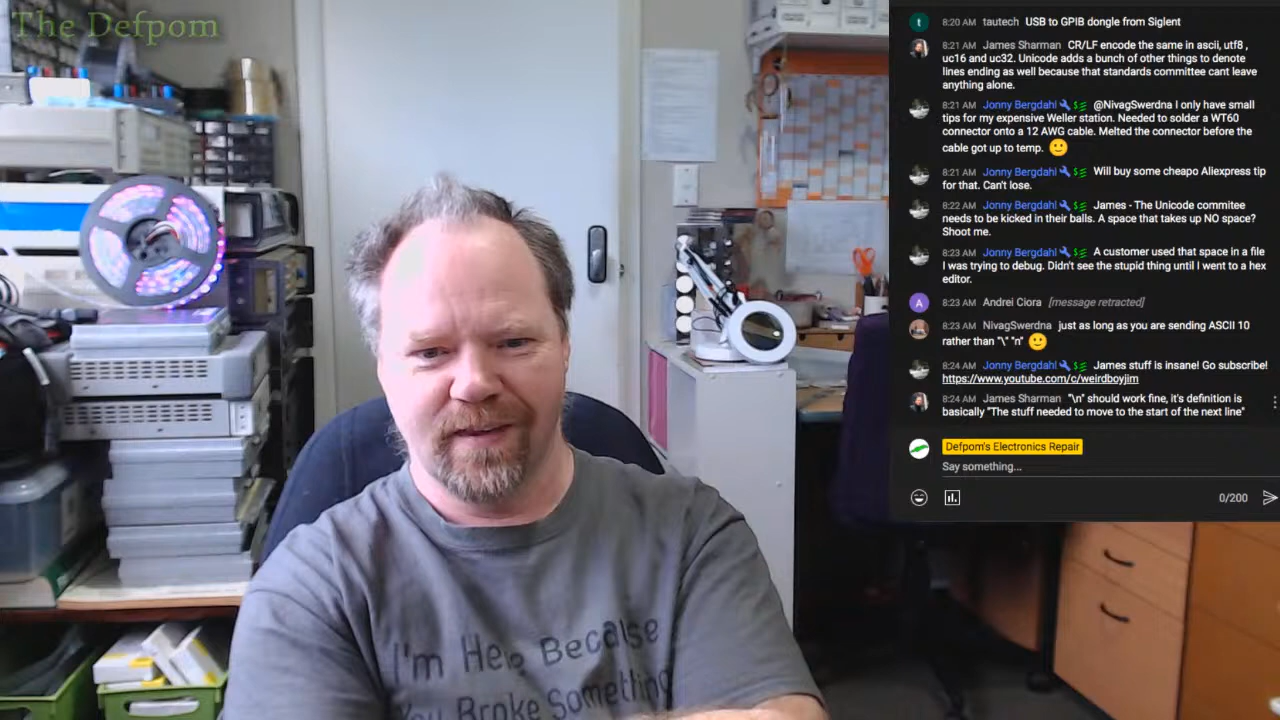 The Defpom
8:20 AM tautech USB to GPIB dongle from Siglent
8:21 AM James Sharman CR/LF encode the same in ascii, utf8 ,
uc16 and uc32. Unicode adds a bunch of other things to denote
lines ending as well because that standards committee cant leave
anything alone.
8:21 AM Jonny Bergdahl @NivagSwerdna I only have small
tips for my expensive Weller station. Needed to solder a WT60
connector onto a 12 AWG cable. Melted the connector before the
cable got up to temp. 🙂
8:21 AM Jonny Bergdahl Will buy some cheapo Aliexpress tip
for that. Can't lose.
8:22 AM Jonny Bergdahl James - The Unicode commitee
needs to be kicked in their balls. A space that takes up NO space?
Shoot me.
8:23 AM Jonny Bergdahl A customer used that space in a file
I was trying to debug. Didn't see the stupid thing until I went to a hex
editor.
8:23 AM Andrei Ciora [message retracted]
8:23 AM NivagSwerdna just as long as you are sending ASCII 10
rather than "\" "n" 🙂
8:24 AM Jonny Bergdahl James stuff is insane! Go subscribe!
https://www.youtube.com/c/weirdboyjim
8:24 AM James Sharman "\n" should work fine, it's definition is
basically "The stuff needed to move to the start of the next line"
Defpom's Electronics Repair
Say something...
0/200
I'm Here Because
You Broke Something